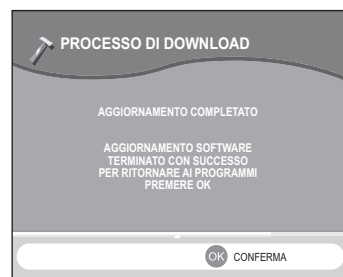 PROCESSO DI DOWNLOAD
AGGIORNAMENTO COMPLETATO
AGGIORNAMENTO SOFTWARE
TERMINATO CON SUCCESSO
PER RITORNARE AI PROGRAMMI
PREMERE OK
OK CONFERMA